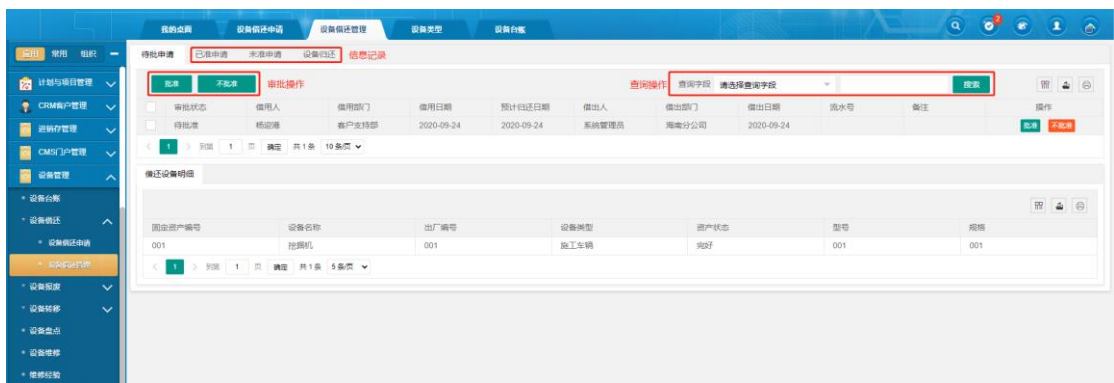 我的桌面 设备借还申请 设备借还管理 设备类型 设备台账
2
应用 常用 组织
待批申请 已准申请 未准申请 设备归还 信息记录
计划与项目管理
批准 不批准 审批操作 查询操作 查询字段 请选择查询字段 搜索
CRM客户管理
审批状态 借用人 借用部门 借用日期 预计归还日期 借出人 借出部门 借出日期 流水号 备注 操作
进销存管理
待批准 杨迎港 客户支持部 2020-09-24 2020-09-24 系统管理员 海南分公司 2020-09-24 批准 不批准
CMS门户管理
1 到第 1 页 确定 共 1 条 10 条/页
设备管理
借还设备明细
设备台账
设备借还
固定资产编号 设备名称 出厂编号 设备类型 资产状态 型号 规格
设备借还申请
001 挖掘机 001 施工车辆 完好 001 001
设备借还管理
1 到第 1 页 确定 共 1 条 5 条/页
设备报废
设备转移
设备盘点
设备维修
维修经验